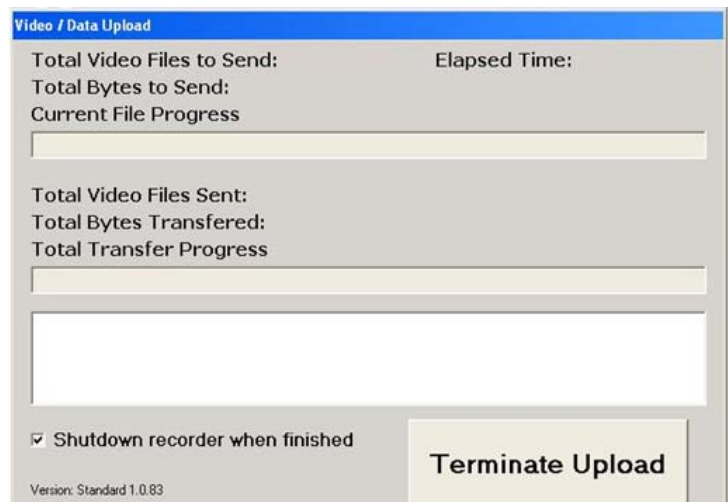 Video / Data Upload
Total Video Files to Send: Elapsed Time:
Total Bytes to Send:
Current File Progress
Total Video Files Sent:
Total Bytes Transfered:
Total Transfer Progress
Shutdown recorder when finished
Terminate Upload
Version: Standard 1.0.83